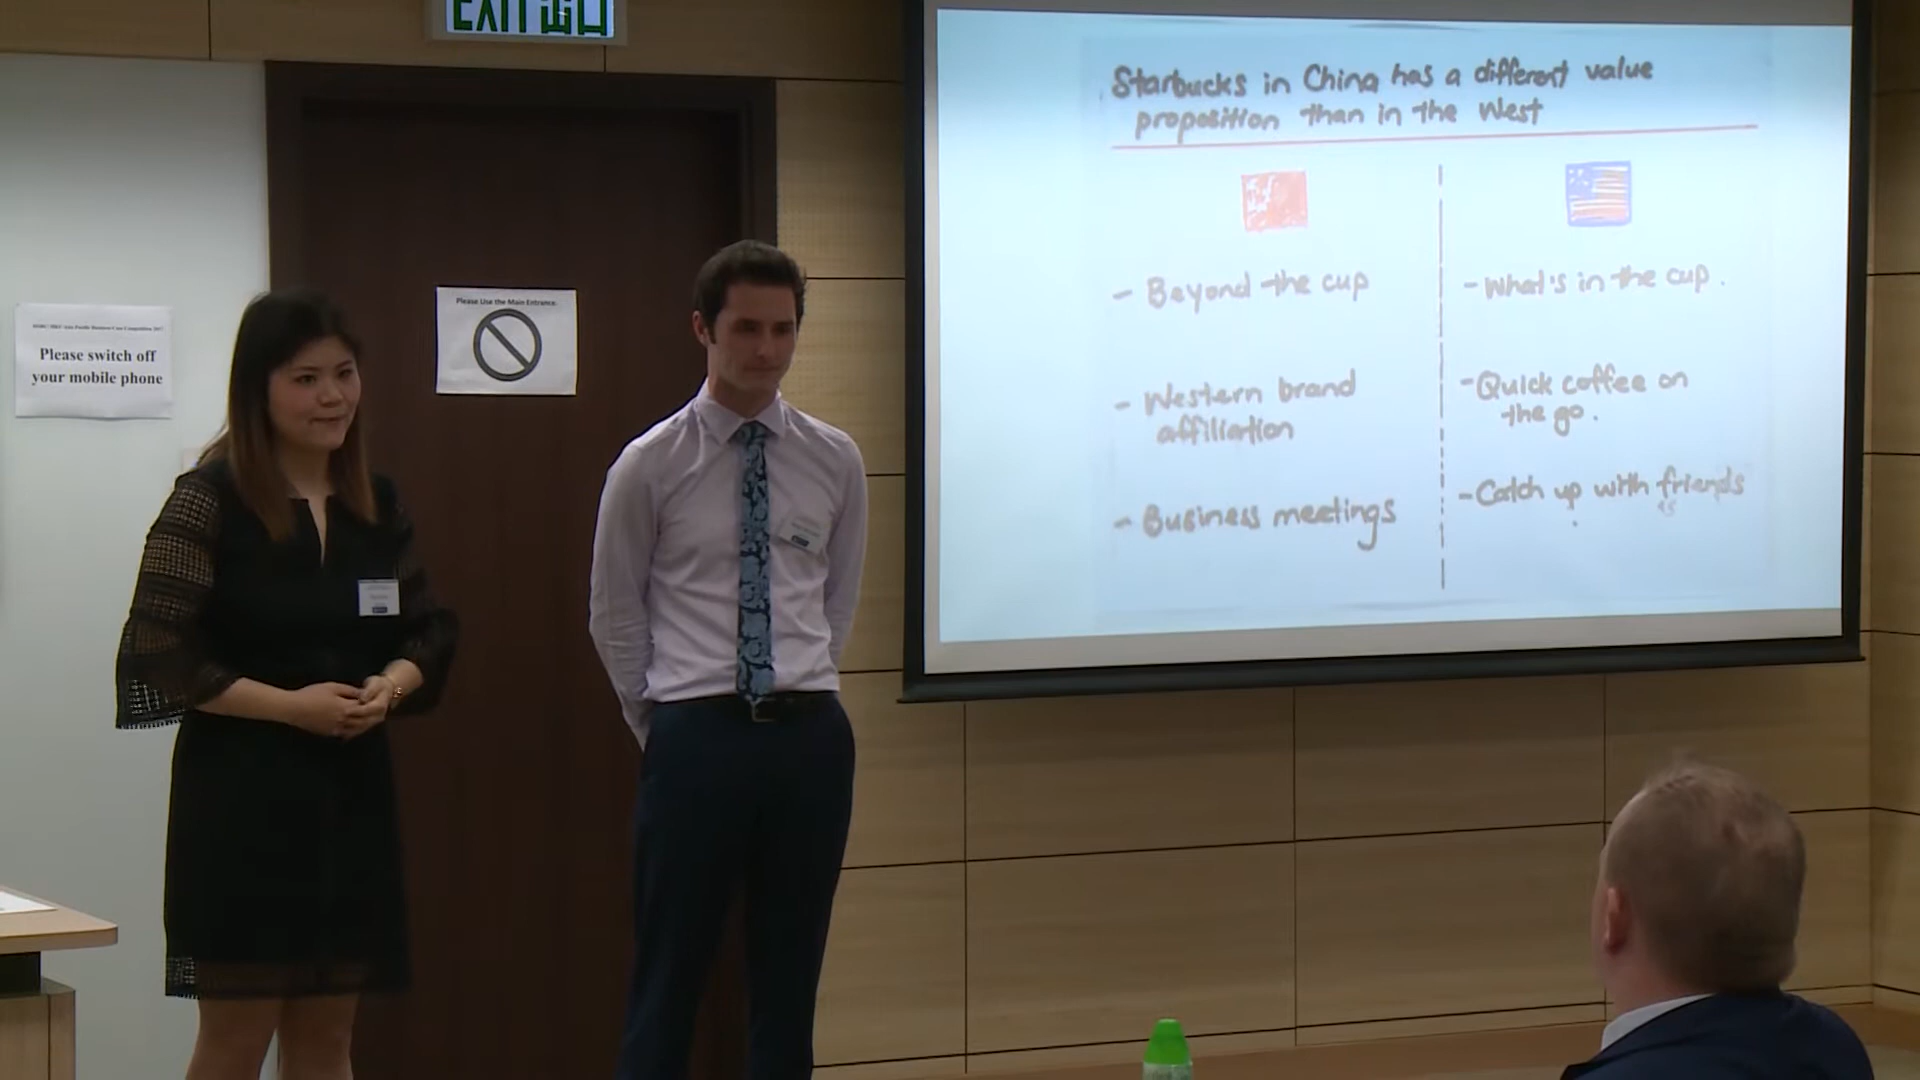 EXIT 出口
Please switch off
your mobile phone
Please Use the Main Entrance.
Starbucks in China has a different value
proposition than in the West
- Beyond the cup
- Western brand
affiliation
- Business meetings
- What's in the cup.
- Quick coffee on
the go.
- Catch up with friends